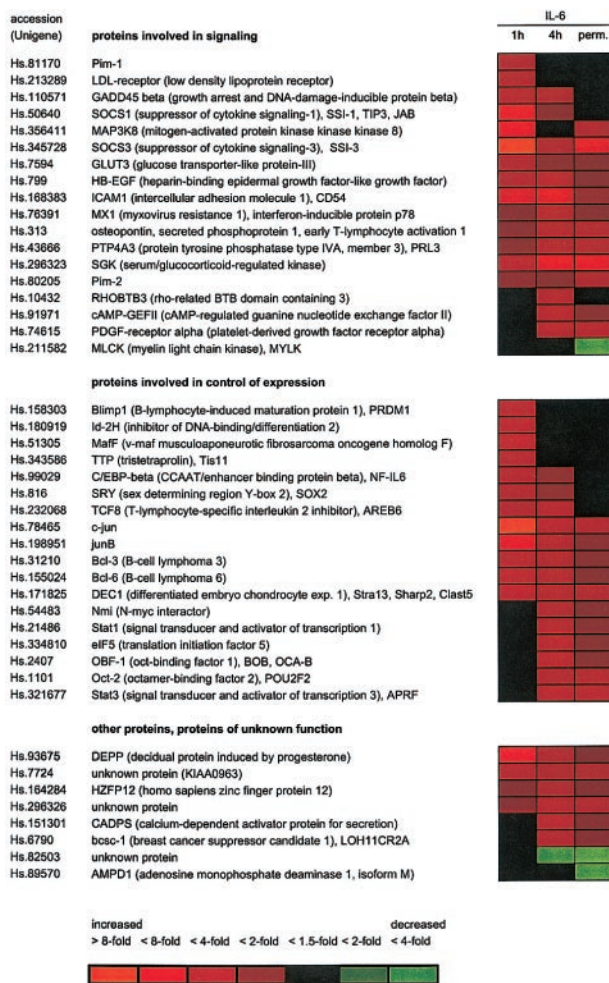 accession
(Unigene) proteins involved in signaling
IL-6
1h 4h perm.
Hs.81170 Pim-1
Hs.213289 LDL-receptor (low density lipoprotein receptor)
Hs.110571 GADD45 beta (growth arrest and DNA-damage-inducible protein beta)
Hs.50640 SOCS1 (suppressor of cytokine signaling-1), SSI-1, TIP3, JAB
Hs.356411 MAP3K8 (mitogen-activated protein kinase kinase kinase 8)
Hs.345728 SOCS3 (suppressor of cytokine signaling-3), SSI-3
Hs.7594 GLUT3 (glucose transporter-like protein-III)
Hs.799 HB-EGF (heparin-binding epidermal growth factor-like growth factor)
Hs.168383 ICAM1 (intercellular adhesion molecule 1), CD54
Hs.76391 MX1 (myxovirus resistance 1), interferon-inducible protein p78
Hs.313 osteopontin, secreted phosphoprotein 1, early T-lymphocyte activation 1
Hs.43666 PTP4A3 (protein tyrosine phosphatase type IVA, member 3), PRL3
Hs.296323 SGK (serum/glucocorticoid-regulated kinase)
Hs.80205 Pim-2
Hs.10432 RHOBTB3 (rho-related BTB domain containing 3)
Hs.91971 cAMP-GEFII (cAMP-regulated guanine nucleotide exchange factor II)
Hs.74615 PDGF-receptor alpha (platelet-derived growth factor receptor alpha)
Hs.211582 MLCK (myelin light chain kinase), MYLK
proteins involved in control of expression
Hs.158303 Blimp1 (B-lymphocyte-induced maturation protein 1), PRDM1
Hs.180919 Id-2H (inhibitor of DNA-binding/differentiation 2)
Hs.51305 MafF (v-maf musculoaponeurotic fibrosarcoma oncogene homolog F)
Hs.343586 TTP (tristetraprolin), Tis11
Hs.99029 C/EBP-beta (CCAAT/enhancer binding protein beta), NF-IL6
Hs.816 SRY (sex determining region Y-box 2), SOX2
Hs.232068 TCF8 (T-lymphocyte-specific interleukin 2 inhibitor), AREB6
Hs.78465 c-jun
Hs.198951 junB
Hs.31210 Bcl-3 (B-cell lymphoma 3)
Hs.155024 Bcl-6 (B-cell lymphoma 6)
Hs.171825 DEC1 (differentiated embryo chondrocyte exp. 1), Stra13, Sharp2, Clast5
Hs.54483 Nmi (N-myc interactor)
Hs.21486 Stat1 (signal transducer and activator of transcription 1)
Hs.334810 eIF5 (translation initiation factor 5)
Hs.2407 OBF-1 (oct-binding factor 1), BOB, OCA-B
Hs.1101 Oct-2 (octamer-binding factor 2), POU2F2
Hs.321677 Stat3 (signal transducer and activator of transcription 3), APRF
other proteins, proteins of unknown function
Hs.93675 DEPP (decidual protein induced by progesterone)
Hs.7724 unknown protein (KIAA0963)
Hs.164284 HZFP12 (homo sapiens zinc finger protein 12)
Hs.296326 unknown protein
Hs.151301 CADPS (calcium-dependent activator protein for secretion)
Hs.6790 bcsc-1 (breast cancer suppressor candidate 1), LOH11CR2A
Hs.82503 unknown protein
Hs.89570 AMPD1 (adenosine monophosphate deaminase 1, isoform M)
increased decreased
> 8-fold < 8-fold < 4-fold < 2-fold < 1.5-fold < 2-fold < 4-fold